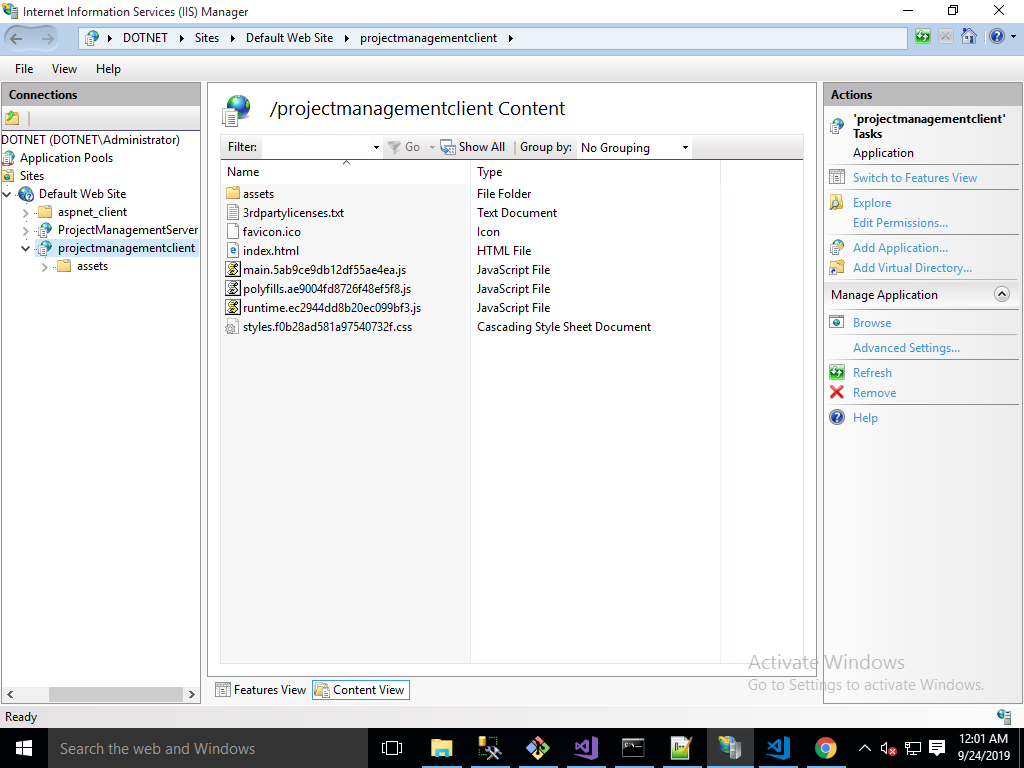 Internet Information Services (IIS) Manager
DOTNET Sites Default Web Site projectmanagementclient
File View Help
Connections
DOTNET (DOTNET\Administrator)
Application Pools
Sites
Default Web Site
aspnet_client
ProjectManagementServer
projectmanagementclient
assets
/projectmanagementclient Content
Filter: Go Show All Group by: No Grouping
Name Type
assets File Folder
3rdpartylicenses.txt Text Document
favicon.ico Icon
index.html HTML File
main.5ab9ce9db12df55ae4ea.js JavaScript File
polyfills.ae9004fd8726f48ef5f8.js JavaScript File
runtime.ec2944dd8b20ec099bf3.js JavaScript File
styles.f0b28ad581a97540732f.css Cascading Style Sheet Document
Features View Content View
Actions
'projectmanagementclient'
Tasks
Application
Switch to Features View
Explore
Edit Permissions...
Add Application...
Add Virtual Directory...
Manage Application
Browse
Advanced Settings...
Refresh
Remove
Help
Activate Windows
Go to Settings to activate Windows.
Ready
Search the web and Windows
12:01 AM
9/24/2019